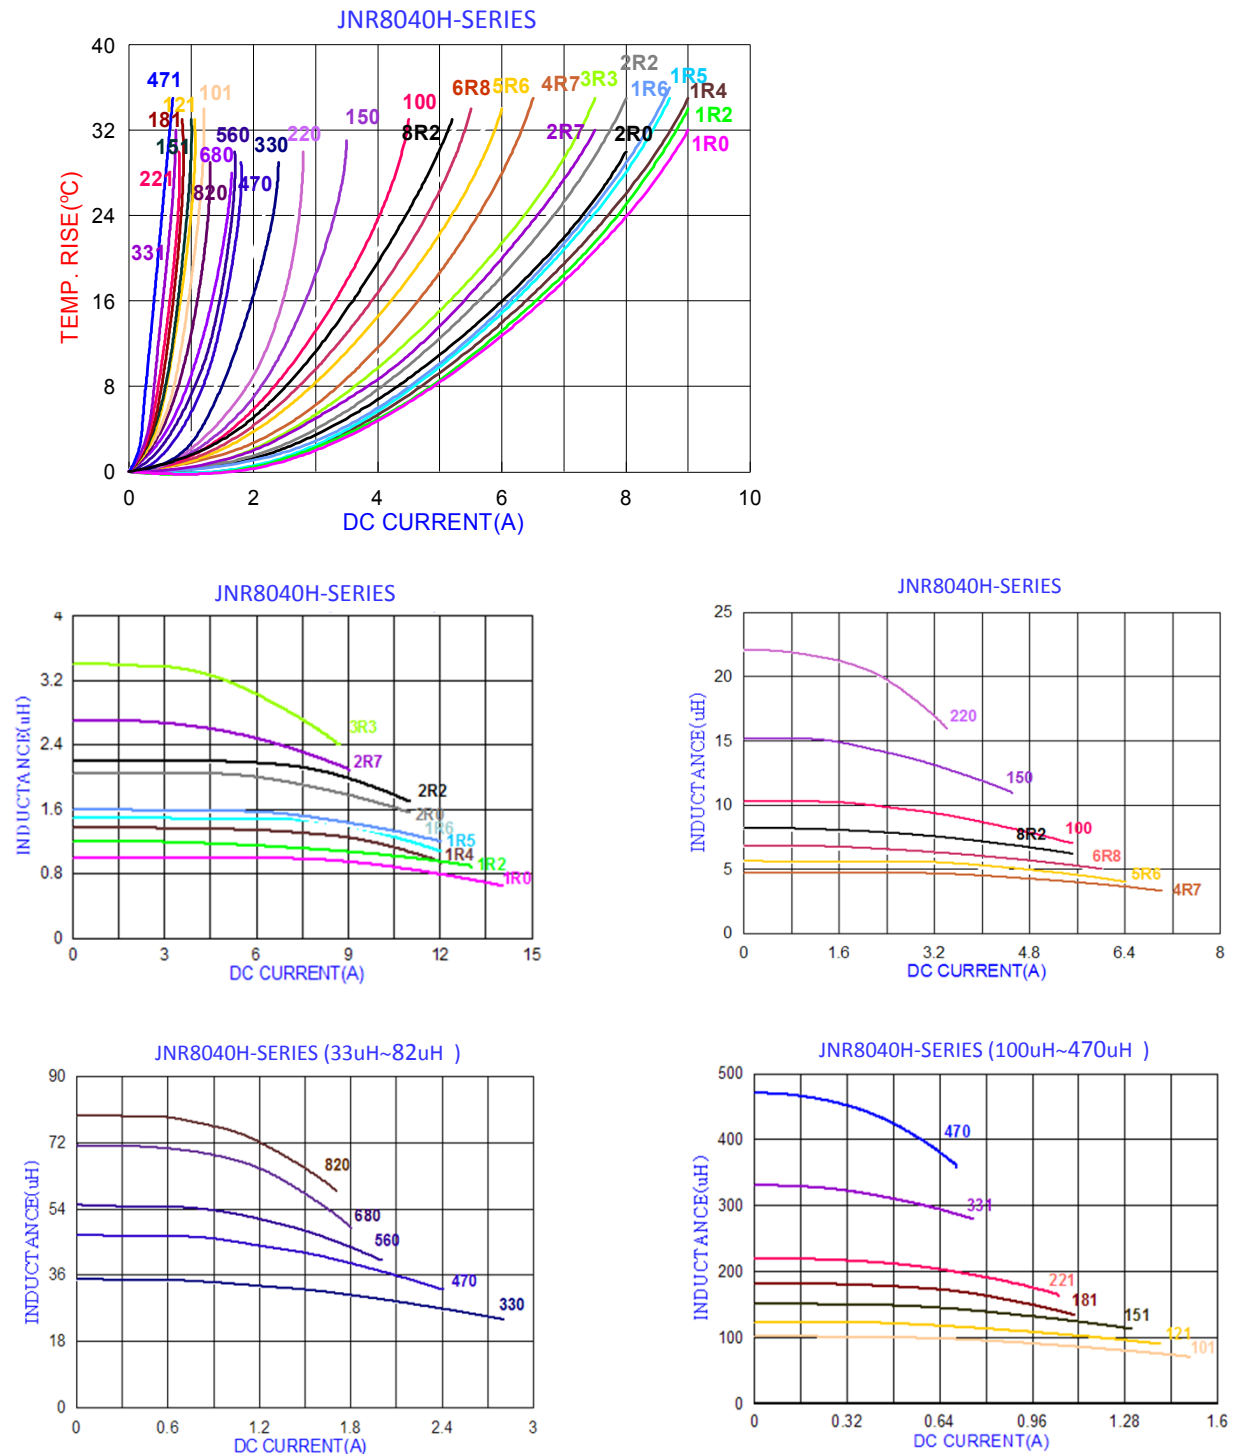 JNR8040H-SERIES
40
32
24
16
8
0
TEMP. RISE(ºC)
471
121
101
181
151
221
331
560
680
820
470
330
220
150
100
8R2
6R8
5R6
4R7
3R3
2R7
2R2
2R0
1R6
1R5
1R4
1R2
1R0
0
2
4
6
8
10
DC CURRENT(A)
JNR8040H-SERIES
4
3.2
2.4
1.6
0.8
0
INDUCTANCE(uH)
3R3
2R7
2R2
2R0
1R6
1R5
1R4
1R2
1R0
0
3
6
9
12
15
DC CURRENT(A)
JNR8040H-SERIES
25
20
15
10
5
0
INDUCTANCE(uH)
220
150
100
8R2
6R8
5R6
4R7
0
1.6
3.2
4.8
6.4
8
DC CURRENT(A)
JNR8040H-SERIES (33uH~82uH )
90
72
54
36
18
0
INDUCTANCE(uH)
820
680
560
470
330
0
0.6
1.2
1.8
2.4
3
DC CURRENT(A)
JNR8040H-SERIES (100uH~470uH )
500
400
300
200
100
0
INDUCTANCE(uH)
470
331
221
181
151
121
101
0
0.32
0.64
0.96
1.28
1.6
DC CURRENT(A)